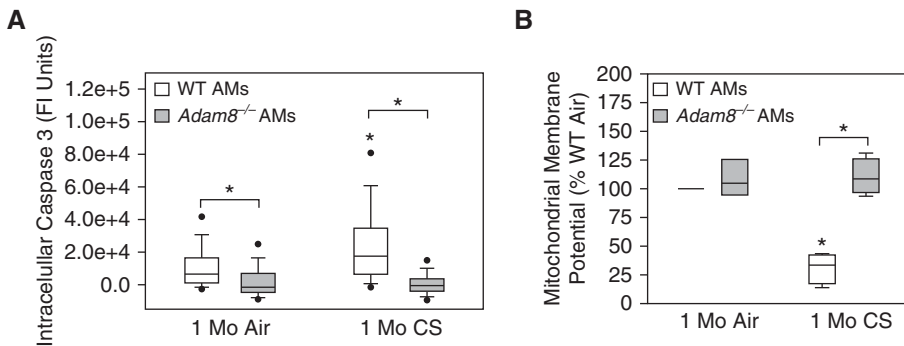 A
Intracelullar Caspase 3 (FI Units)
1.2e+5
1.0e+5
8.0e+4
6.0e+4
4.0e+4
2.0e+4
0.0
WT AMs
Adam8–/– AMs
*
*
*
1 Mo Air
1 Mo CS
B
Mitochondrial Membrane
Potential (% WT Air)
200
175
150
125
100
75
50
25
0
WT AMs
Adam8–/– AMs
*
*
1 Mo Air
1 Mo CS